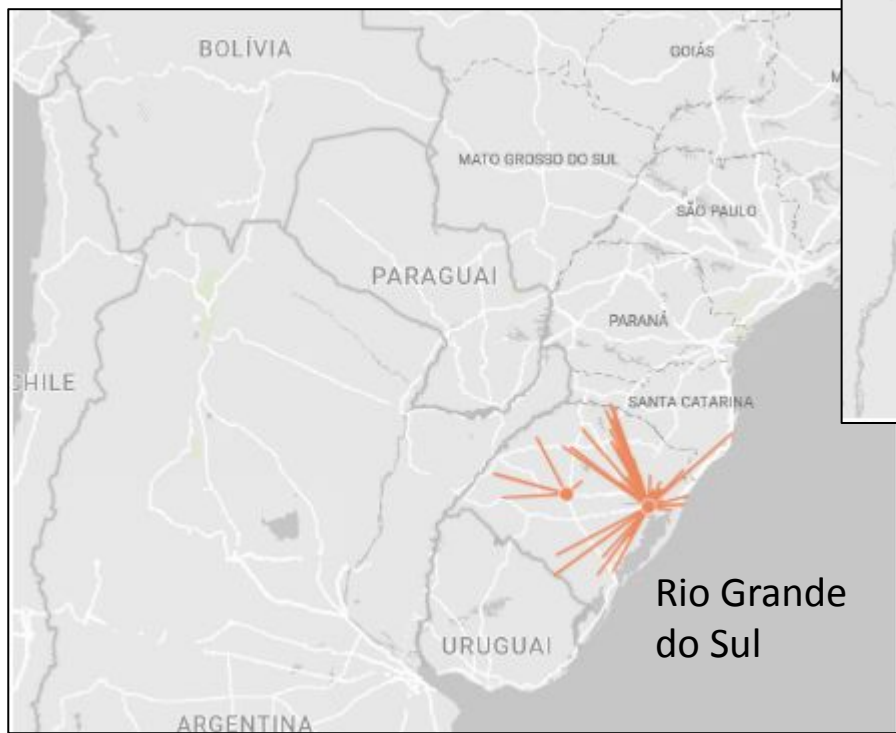 BOLÍVIA
GOIÁS
M
MATO GROSSO DO SUL
SÃO PAULO
PARAGUAI
PARANÁ
CHILE
SANTA CATARINA
Rio Grande
do Sul
URUGUAI
ARGENTINA